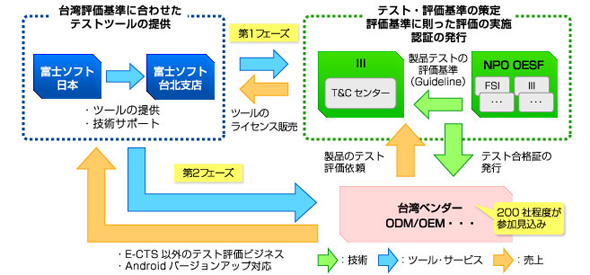 台湾評価基準に合わせた
テストツールの提供
富士ソフト
日本
富士ソフト
台北支店
・ツールの提供
・技術サポート
第1フェーズ
ツールの
ライセンス販売
テスト・評価基準の策定
評価基準に則った評価の実施
認証の発行
III
T&C センター
製品テストの
評価基準
(Guideline)
NPO OESF
FSI
・・・
III
・・・
第2フェーズ
製品のテスト
評価依頼
テスト合格証の
発行
台湾ベンダー
ODM/OEM・・・
200 社程度が
参加見込み
・E-CTS 以外のテスト評価ビジネス
・Android バージョンアップ対応
：技術
：ツール・サービス
：売上